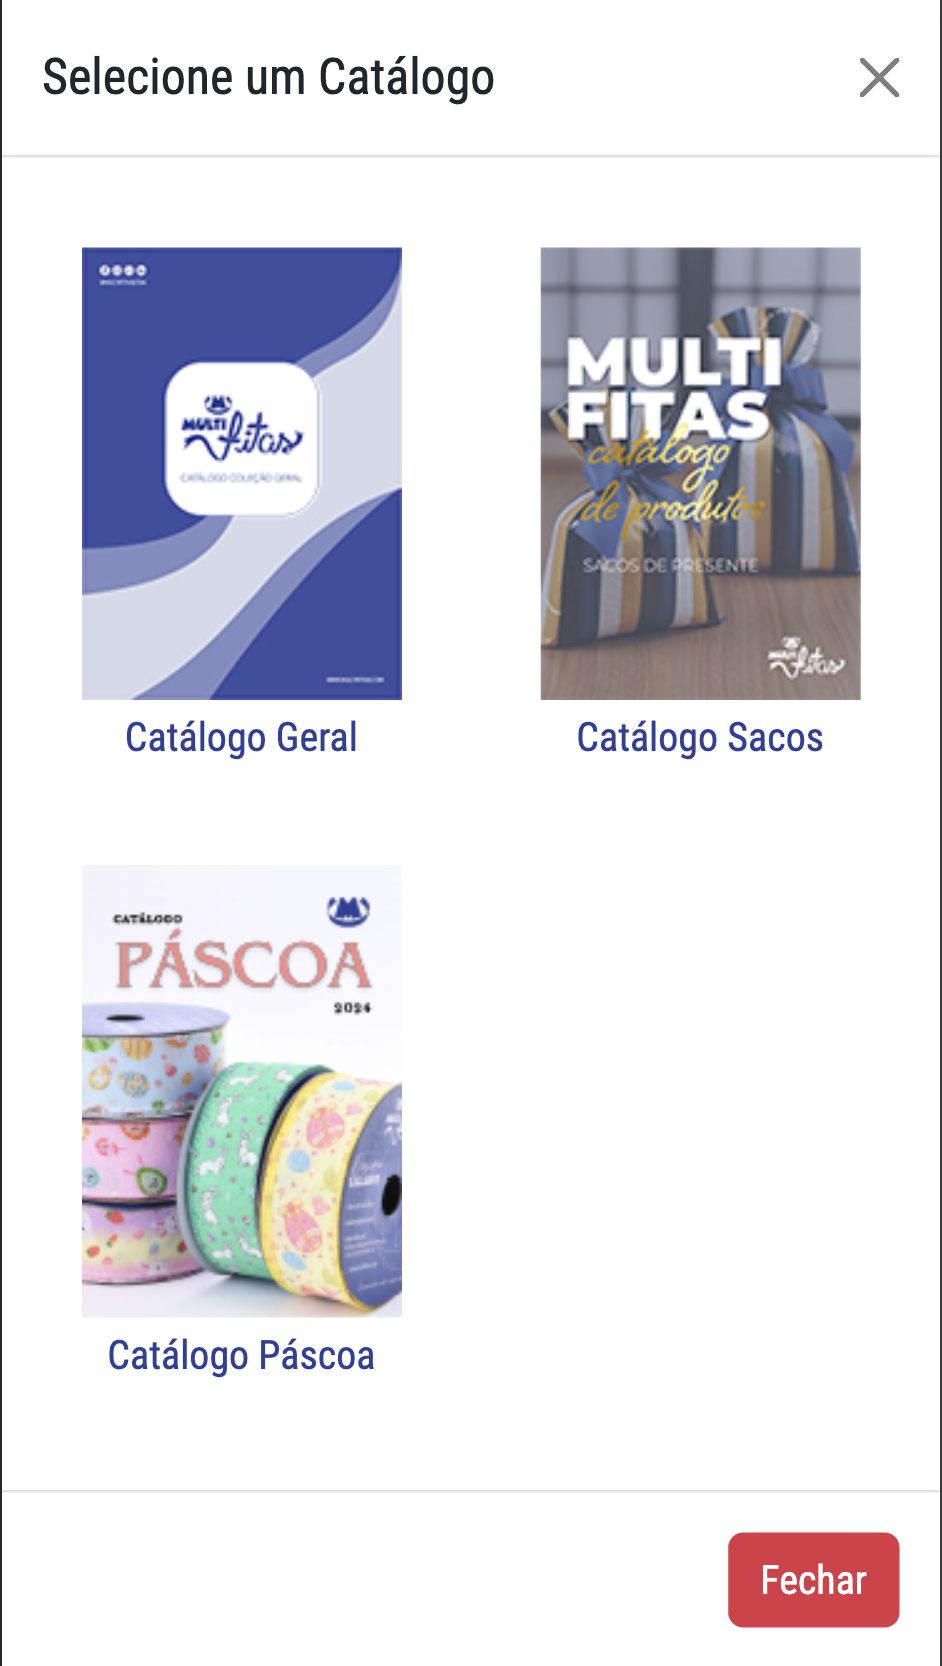 Selecione um Catálogo
MULTI
fitas
CATÁLOGO COLEÇÃO GERAL
Catálogo Geral
MULTI
FITAS
catálogo
de produtos
SACOS DE PRESENTE
MULTI
fitas
Catálogo Sacos
CATÁLOGO
PÁSCOA
2024
Catálogo Páscoa
Fechar